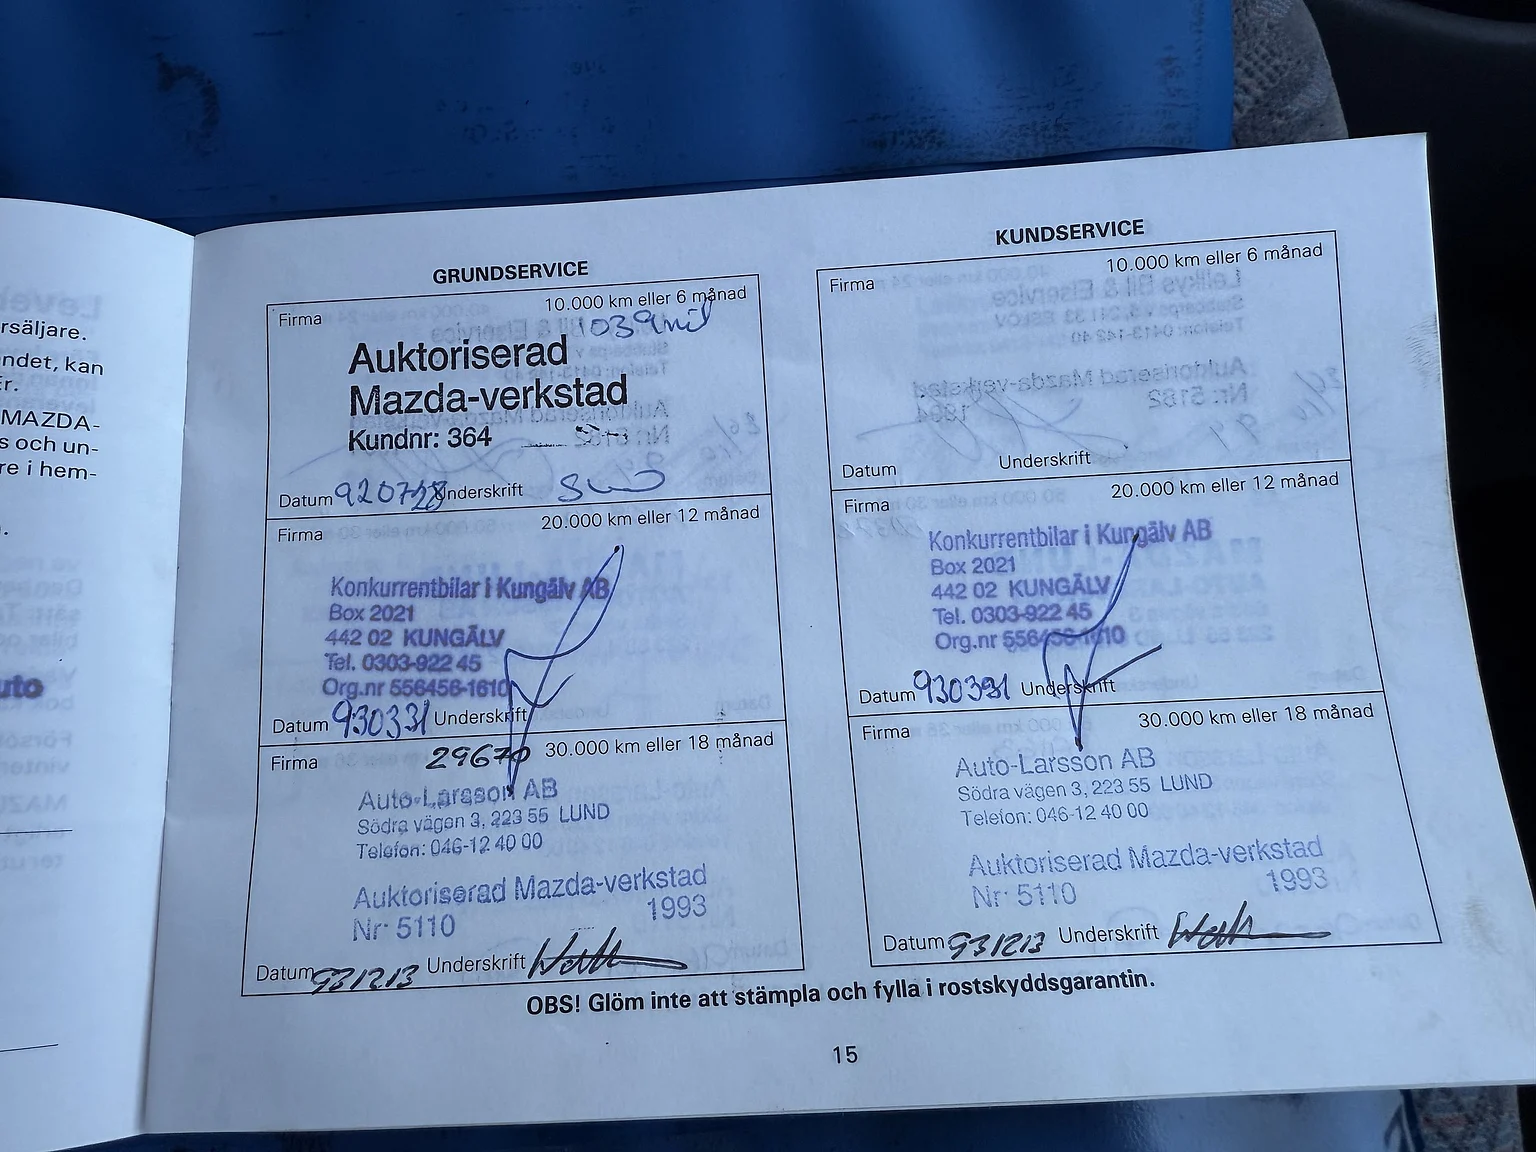 rsäljare.
ndet, kan
MAZDA-
s och un-
re i hem-
uto
GRUNDSERVICE
Firma
10.000 km eller 6 månad
1039 mil
Auktoriserad
Mazda-verkstad
Kundnr: 364
Datum 920728 Underskrift
Firma
20.000 km eller 12 månad
Konkurrentbilar i Kungälv AB
Box 2021
442 02 KUNGÄLV
Tel. 0303-922 45
Org.nr 556456-1610
Datum 930331 Underskrift
Firma
29670 30.000 km eller 18 månad
Auto-Larsson AB
Södra vägen 3, 223 55 LUND
Telefon: 046-12 40 00
Auktoriserad Mazda-verkstad
Nr: 5110 1993
Datum 931213 Underskrift
KUNDSERVICE
Firma
10.000 km eller 6 månad
Datum Underskrift
Firma
20.000 km eller 12 månad
Konkurrentbilar i Kungälv AB
Box 2021
442 02 KUNGÄLV
Tel. 0303-922 45
Org.nr 556456-1610
Datum 930331 Underskrift
Firma
30.000 km eller 18 månad
Auto-Larsson AB
Södra vägen 3, 223 55 LUND
Telefon: 046-12 40 00
Auktoriserad Mazda-verkstad
Nr: 5110 1993
Datum 931213 Underskrift
OBS! Glöm inte att stämpla och fylla i rostskyddsgarantin.
15